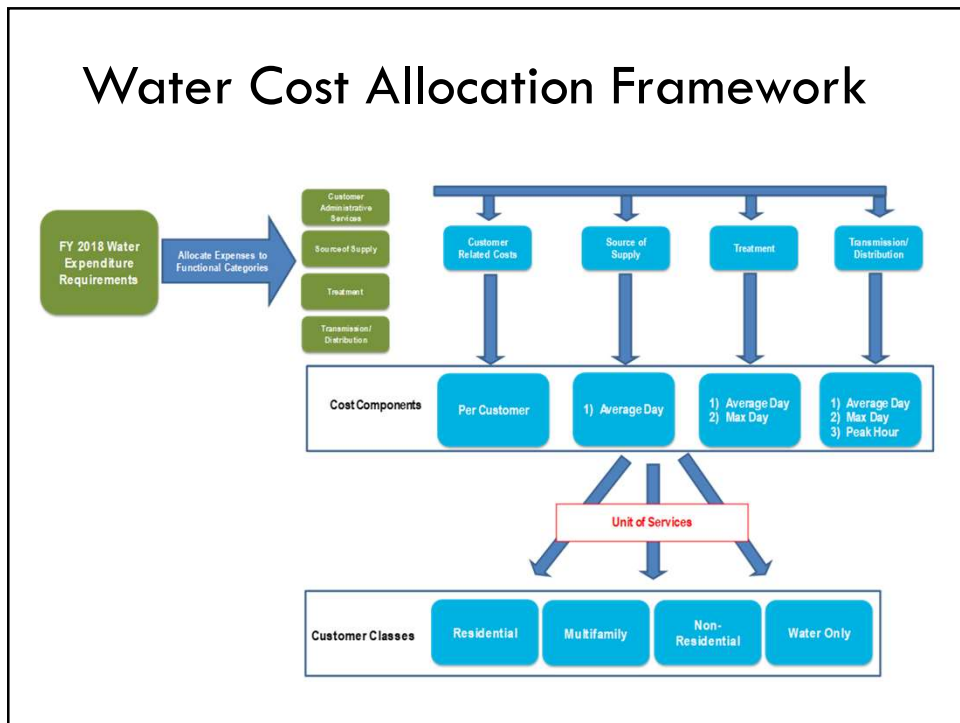 Water Cost Allocation Framework
FY 2018 Water
Expenditure
Requirements
Allocate Expenses to
Functional Categories
Customer
Administrative
Services
Source of Supply
Treatment
Transmission/
Distribution
Customer
Related Costs
Source of
Supply
Treatment
Transmission/
Distribution
Cost Components
Per Customer
1) Average Day
1) Average Day
2) Max Day
1) Average Day
2) Max Day
3) Peak Hour
Unit of Services
Customer Classes
Residential
Multifamily
Non-
Residential
Water Only